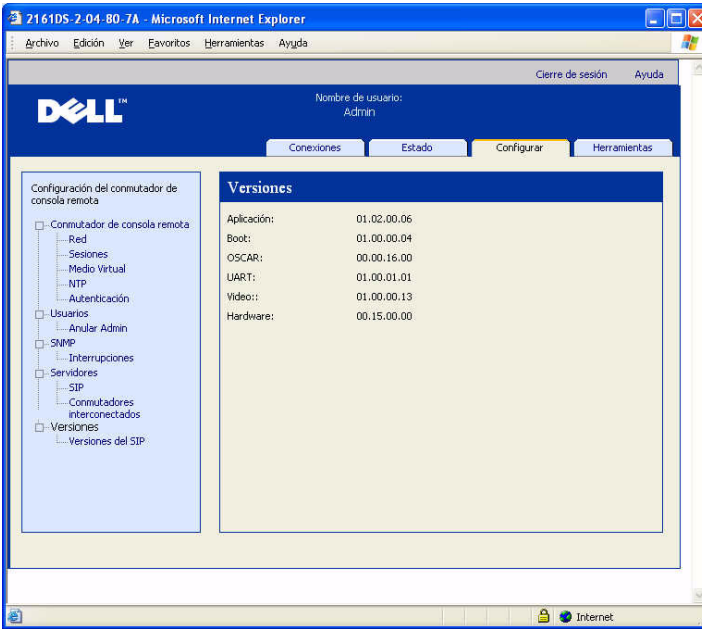 2161DS-2-04-80-7A - Microsoft Internet Explorer
Archivo Edición Ver Favoritos Herramientas Ayuda
Cierre de sesión Ayuda
DELL™
Nombre de usuario:
Admin
Conexiones Estado Configurar Herramientas
Configuración del conmutador de
consola remota
Conmutador de consola remota
Red
Sesiones
Medio Virtual
NTP
Autenticación
Usuarios
Anular Admin
SNMP
Interrupciones
Servidores
SIP
Conmutadores
interconectados
Versiones
Versiones del SIP
Versiones
Aplicación: 01.02.00.06
Boot: 01.00.00.04
OSCAR: 00.00.16.00
UART: 01.00.01.01
Video:: 01.00.00.13
Hardware: 00.15.00.00
Internet